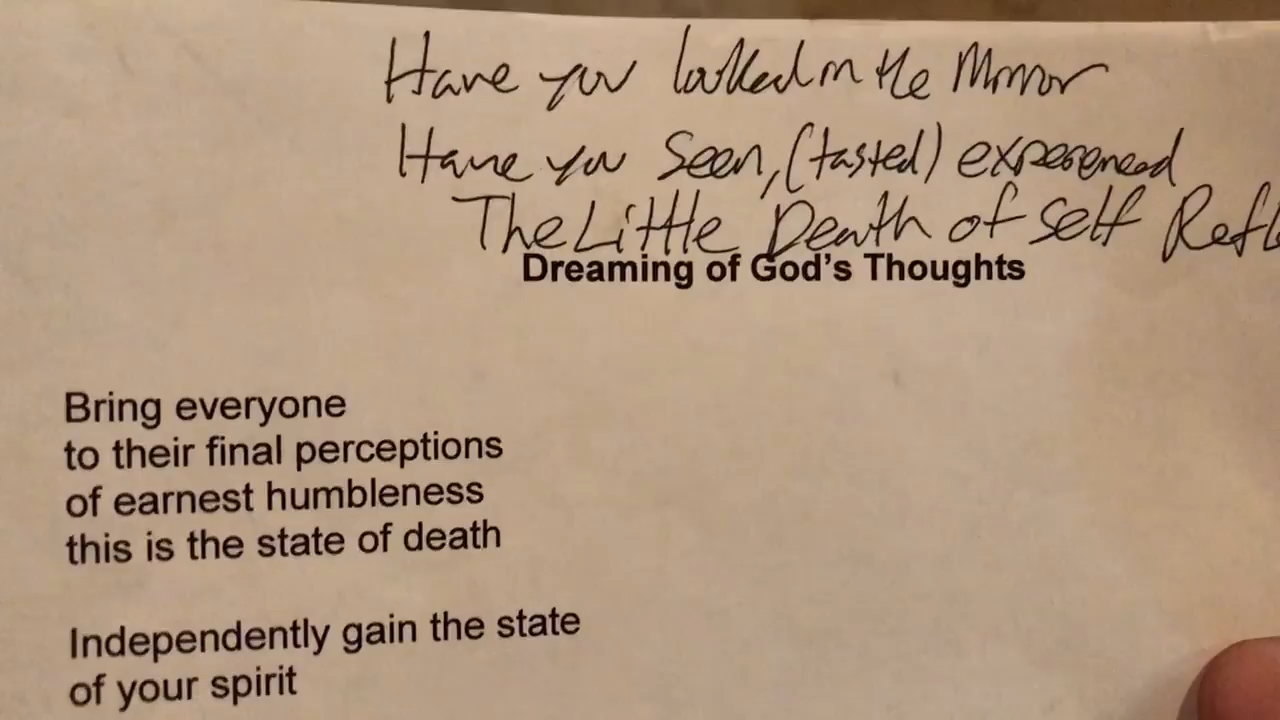 Have you looked in the Mirror
Have you Seen, (tasted) experenced
The Little Death of Self Refl
Dreaming of God's Thoughts
Bring everyone
to their final perceptions
of earnest humbleness
this is the state of death
Independently gain the state
of your spirit